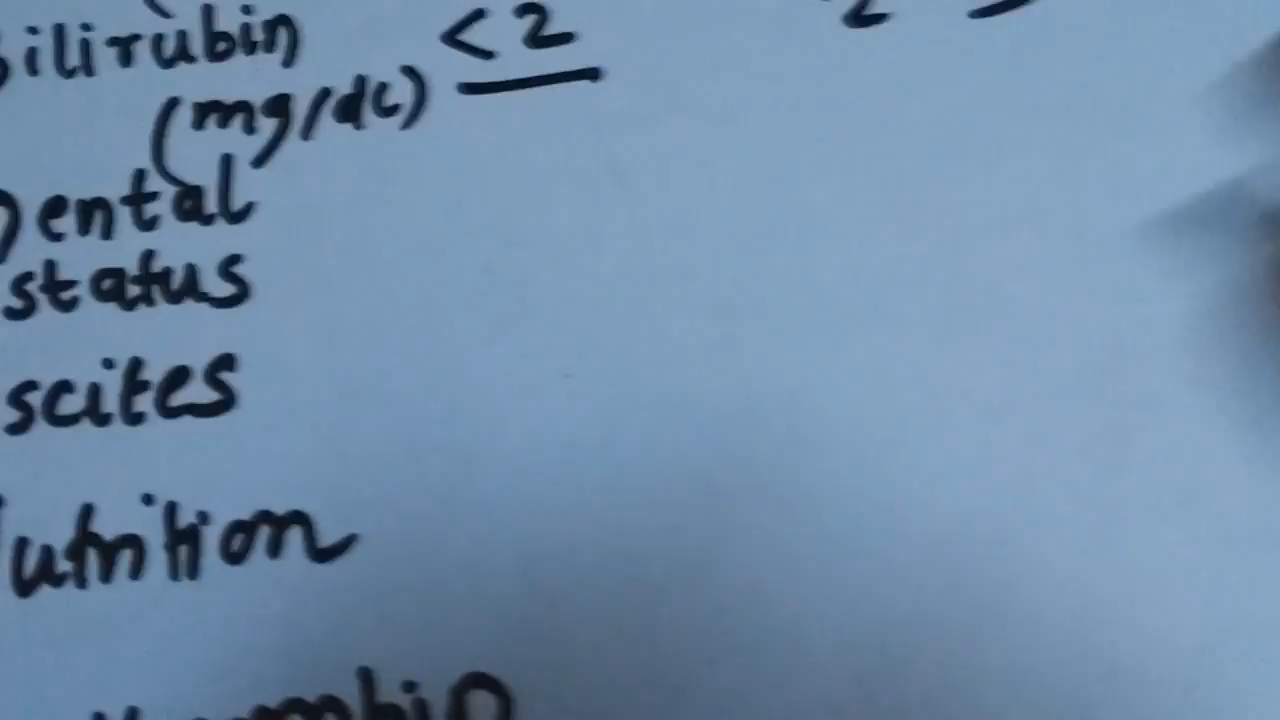 ilirubin <2
(mg/dl)
ental
status
scites
utrition